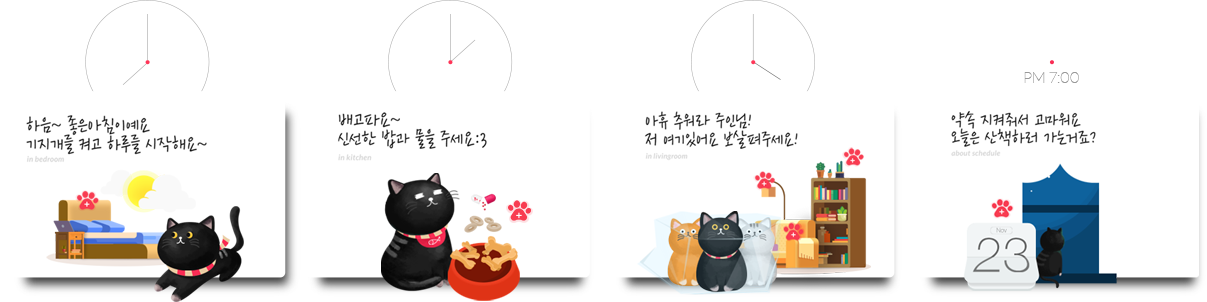 하음~ 좋은아침이예요
기지개를 켜고 하루를 시작해요~
in bedroom
배고파요~
신선한 밥과 물을 주세요:3
in kitchen
아휴 추워라 주인님!
저 여기있어요 보살펴주세요!
in livingroom
PM 7:00
약속 지켜줘서 고마워요
오늘은 산책하러 가는거죠?
about schedule
Nov
23